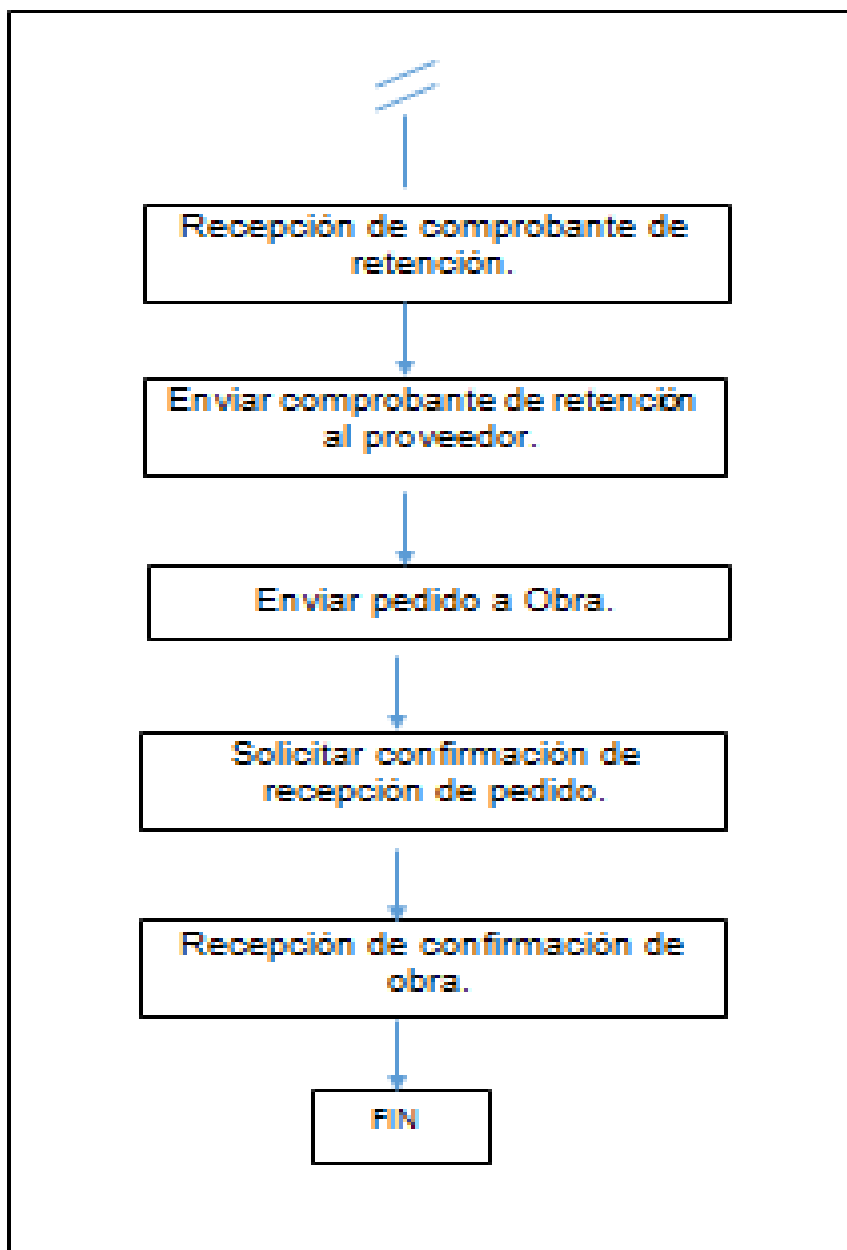 Recepción de comprobante de
retención.
Enviar comprobante de retención
al proveedor.
Enviar pedido a Obra.
Solicitar confirmación de
recepción de pedido.
Recepción de confirmación de
obra.
FIN